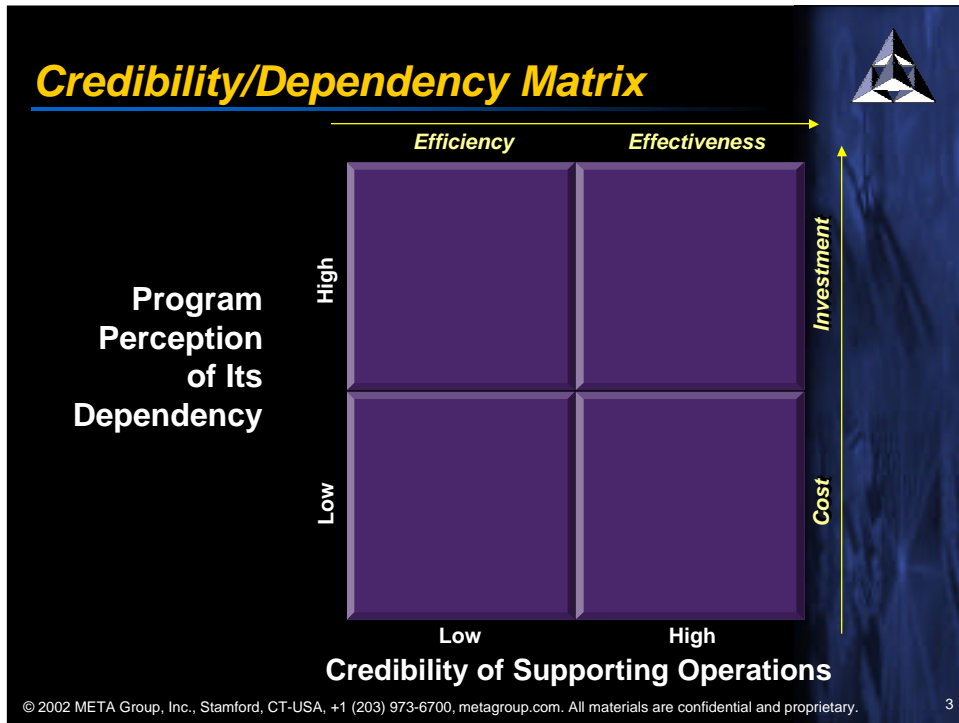 Credibility/Dependency Matrix
Efficiency
Effectiveness
Program
Perception
of Its
Dependency
High
Low
Investment
Cost
Low
High
Credibility of Supporting Operations
© 2002 META Group, Inc., Stamford, CT-USA, +1 (203) 973-6700, metagroup.com. All materials are confidential and proprietary.
3